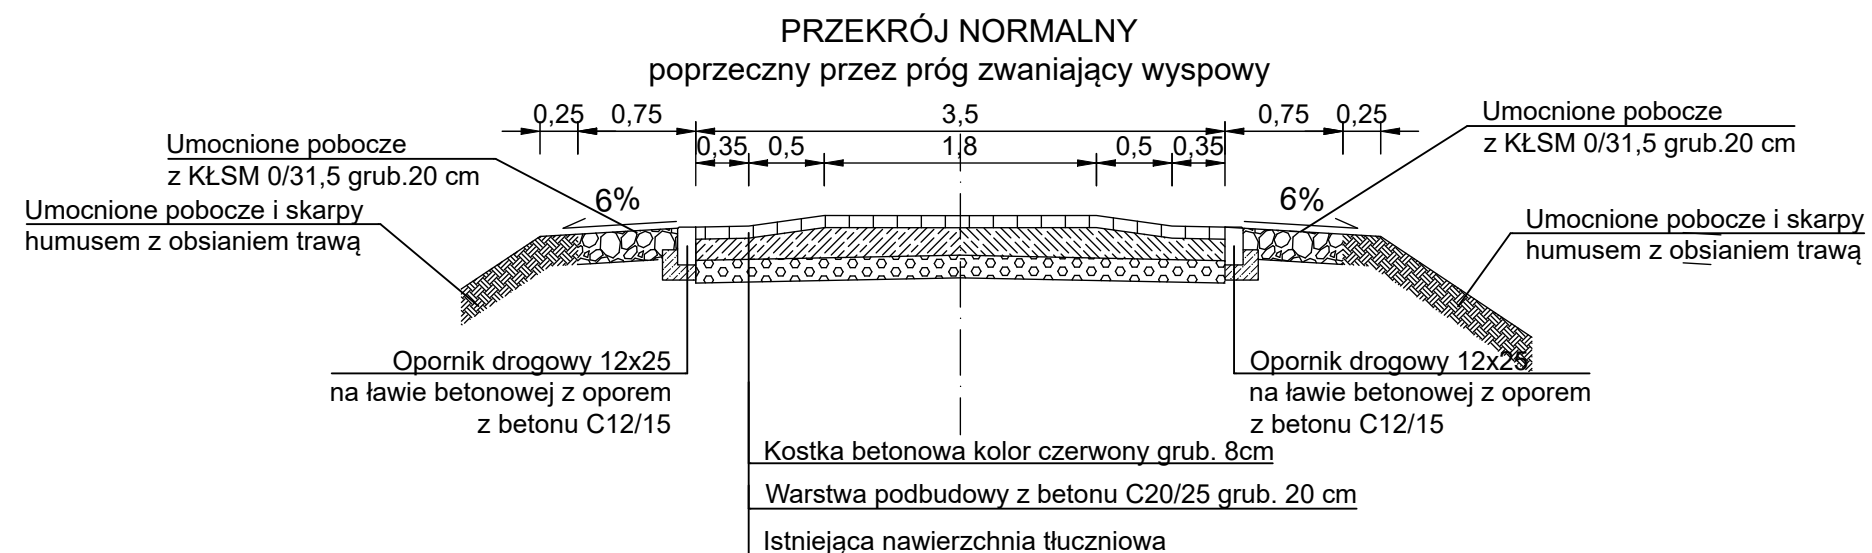 PRZEKRÓJ NORMALNY
poprzeczny przez próg zwaniający wyspowy
0,25 0,75 3,5 0,75 0,25
0,35 0,5 1,8 0,5 0,35
Umocnione pobocze
z KŁSM 0/31,5 grub.20 cm
Umocnione pobocze
z KŁSM 0/31,5 grub.20 cm
6%
6%
Umocnione pobocze i skarpy
humusem z obsianiem trawą
Umocnione pobocze i skarpy
humusem z obsianiem trawą
Opornik drogowy 12x25
na ławie betonowej z oporem
z betonu C12/15
Opornik drogowy 12x25
na ławie betonowej z oporem
z betonu C12/15
Kostka betonowa kolor czerwony grub. 8cm
Warstwa podbudowy z betonu C20/25 grub. 20 cm
Istniejąca nawierzchnia tłuczniowa